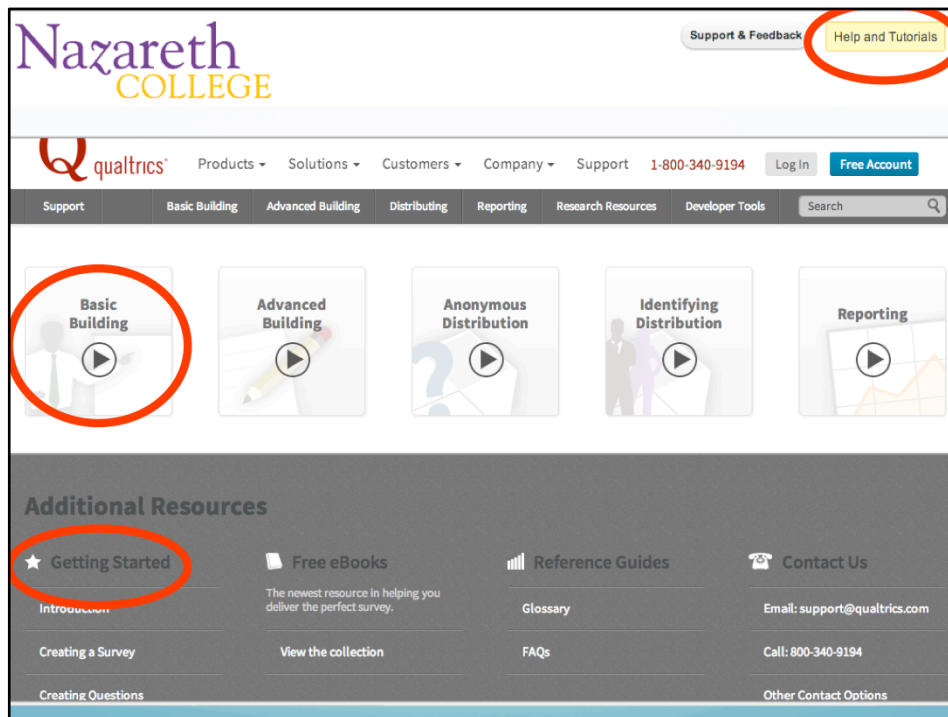 Nazareth
COLLEGE
Support & Feedback
Help and Tutorials
qualtrics
Products
Solutions
Customers
Company
Support
1-800-340-9194
Log In
Free Account
Support
Basic Building
Advanced Building
Distributing
Reporting
Research Resources
Developer Tools
Search
Basic
Building
Advanced
Building
Anonymous
Distribution
Identifying
Distribution
Reporting
Additional Resources
Getting Started
Introduction
Creating a Survey
Creating Questions
Free eBooks
The newest resource in helping you
deliver the perfect survey.
View the collection
Reference Guides
Glossary
FAQs
Contact Us
Email: support@qualtrics.com
Call: 800-340-9194
Other Contact Options